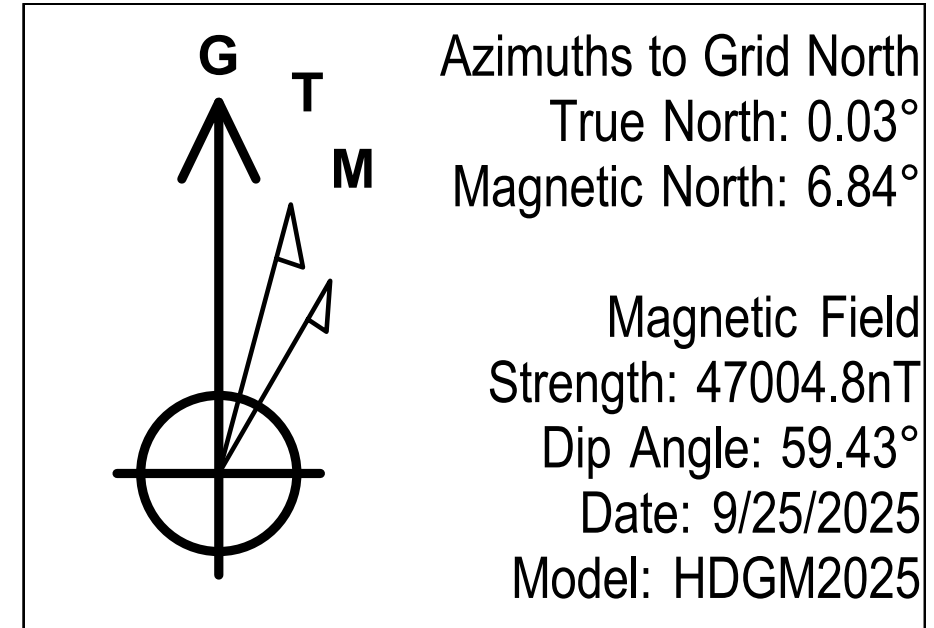 G
T
M
Azimuths to Grid North
True North: 0.03°
Magnetic North: 6.84°
Magnetic Field
Strength: 47004.8nT
Dip Angle: 59.43°
Date: 9/25/2025
Model: HDGM2025